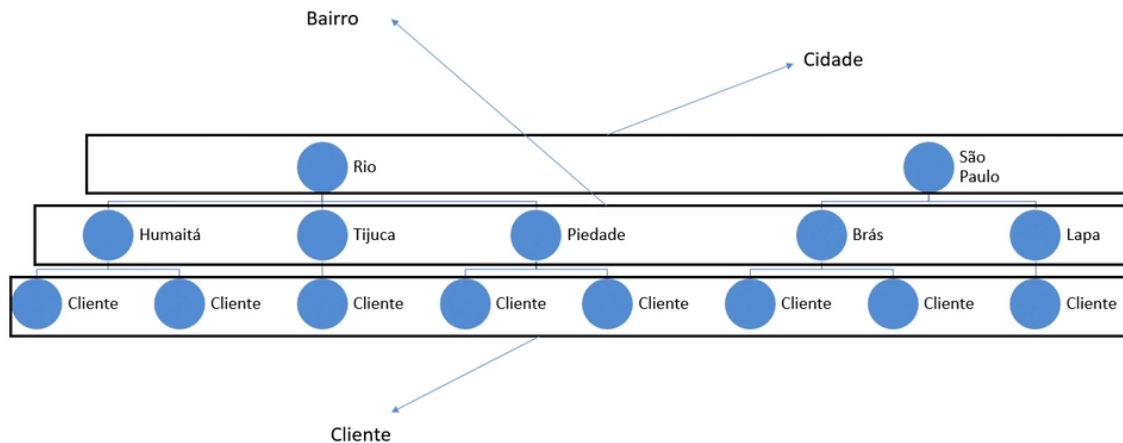 Bairro
Cidade
Rio
São
Paulo
Humaitá
Tijuca
Piedade
Brás
Lapa
Cliente
Cliente
Cliente
Cliente
Cliente
Cliente
Cliente
Cliente
Cliente